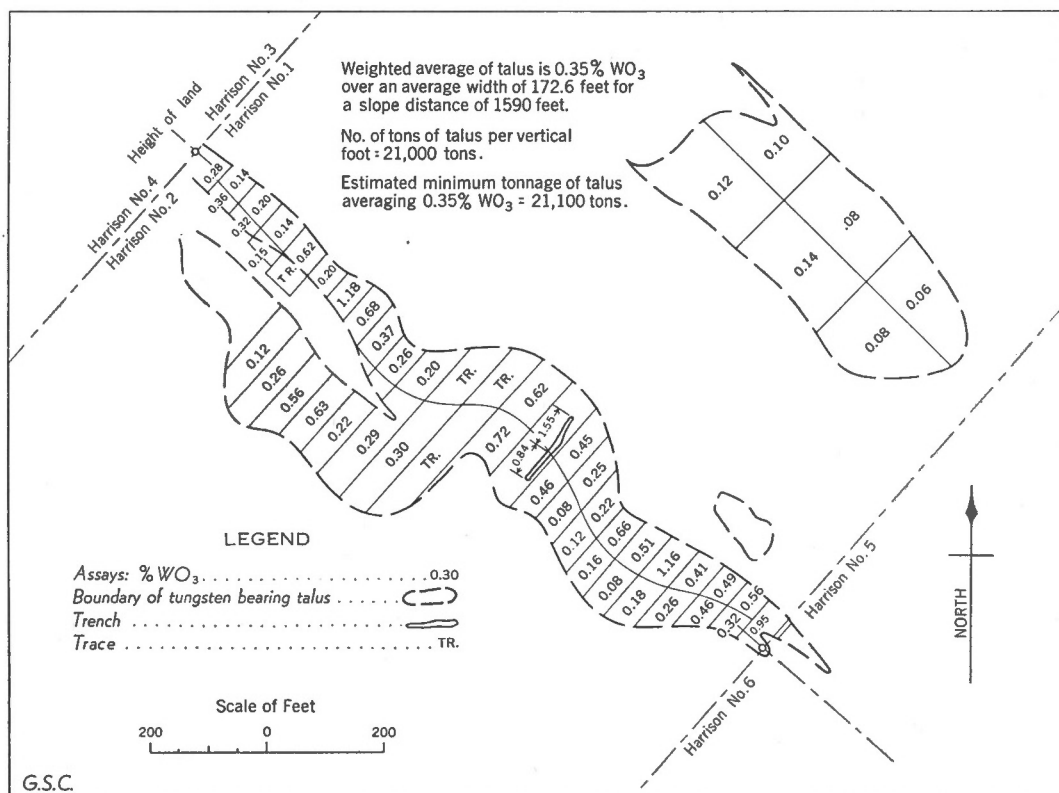 Harrison No.3
Harrison No.1
Height of land
Harrison No.4
Harrison No.2
Weighted average of talus is 0.35% WO₃
over an average width of 172.6 feet for
a slope distance of 1590 feet.
No. of tons of talus per vertical
foot = 21,000 tons.
Estimated minimum tonnage of talus
averaging 0.35% WO₃ = 21,100 tons.
0.10
0.12
.08
0.14
0.06
0.08
0.28
0.14
0.36
0.20
0.32
0.14
0.15
0.62
TR.
0.20
1.18
0.68
0.37
0.26
0.20
TR.
TR.
0.62
0.12
0.26
0.56
0.63
0.22
0.29
0.30
TR.
0.72
0.84
1.55
0.45
0.46
0.25
0.08
0.22
0.12
0.66
0.16
0.51
0.08
1.16
0.18
0.41
0.26
0.49
0.46
0.56
0.32
0.95
Harrison No.5
Harrison No.6
NORTH
LEGEND
Assays: % WO₃ . . . . . . . . . . . . . . . . . . . . . . . 0.30
Boundary of tungsten bearing talus . . . . . .
Trench . . . . . . . . . . . . . . . . . . . . . . . . . . . .
Trace . . . . . . . . . . . . . . . . . . . . . . . . . . . . . TR.
Scale of Feet
200 0 200
G.S.C.